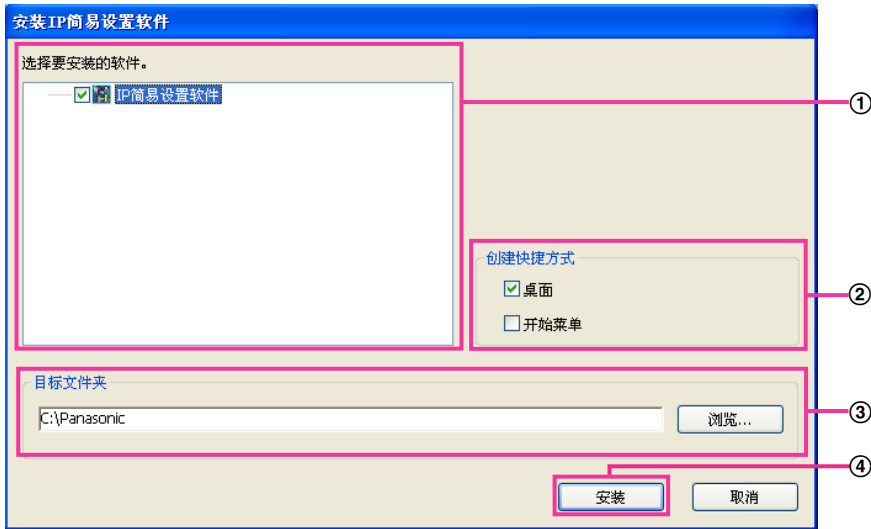 安装IP简易设置软件
选择要安装的软件。
IP简易设置软件
①
创建快捷方式
桌面
②
开始菜单
目标文件夹
C:\Panasonic
浏览...
③
④
安装
取消